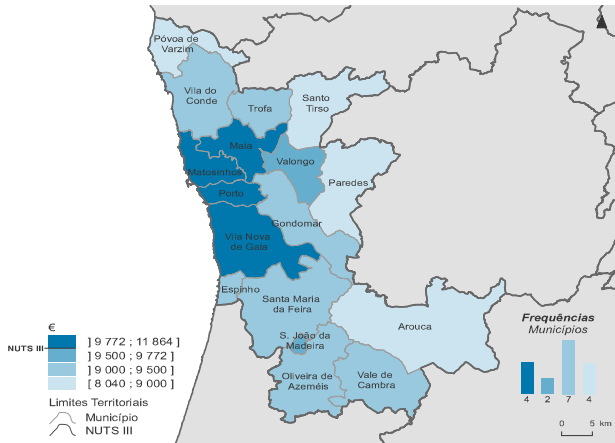 Póvoa de
Varzim
Vila do
Conde
Trofa
Santo
Tirso
Maia
Matosinhos
Valongo
Paredes
Porto
Gondomar
Vila Nova
de Gaia
Espinho
Santa Maria
da Feira
Arouca
S. João da
Madeira
Oliveira de
Azeméis
Vale de
Cambra
€
NUTS III
] 9 772 ; 11 864 ]
] 9 500 ; 9 772 ]
] 9 000 ; 9 500 ]
[ 8 040 ; 9 000 ]
Limites Territoriais
Município
NUTS III
Frequências
Municípios
4 2 7 4
0 5 km